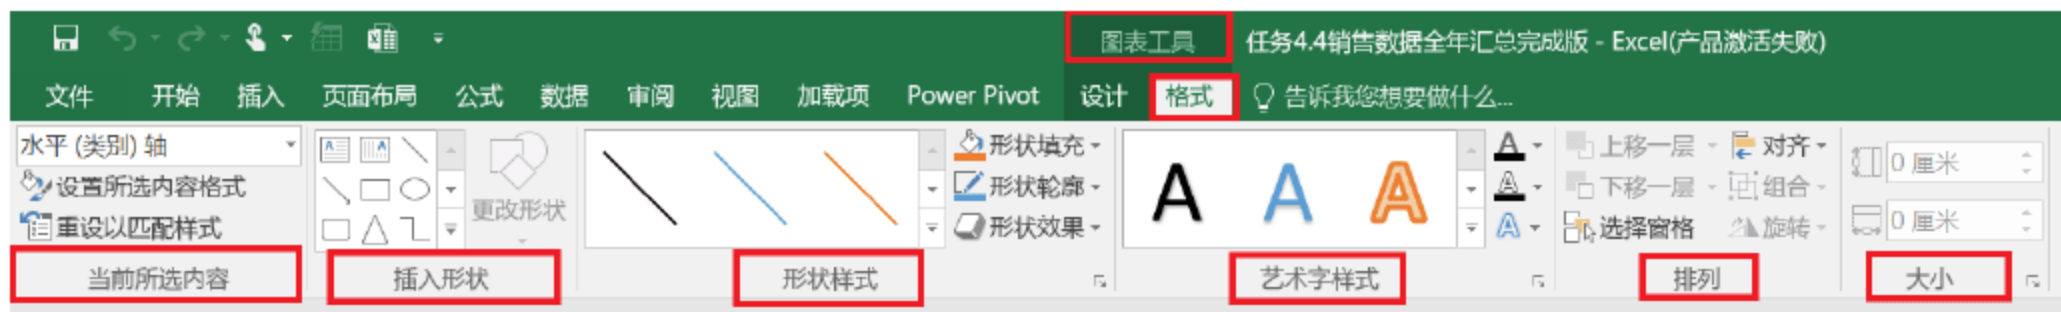 图表工具 任务4.4销售数据全年汇总完成版 - Excel(产品激活失败)
文件 开始 插入 页面布局 公式 数据 审阅 视图 加载项 Power Pivot 设计 格式 告诉我您想要做什么...
水平 (类别) 轴
设置所选内容格式
重设以匹配样式
当前所选内容
更改形状
插入形状
形状填充
形状轮廓
形状效果
形状样式
A A A
艺术字样式
上移一层 对齐
下移一层 组合
选择窗格 旋转
排列
0 厘米
0 厘米
大小